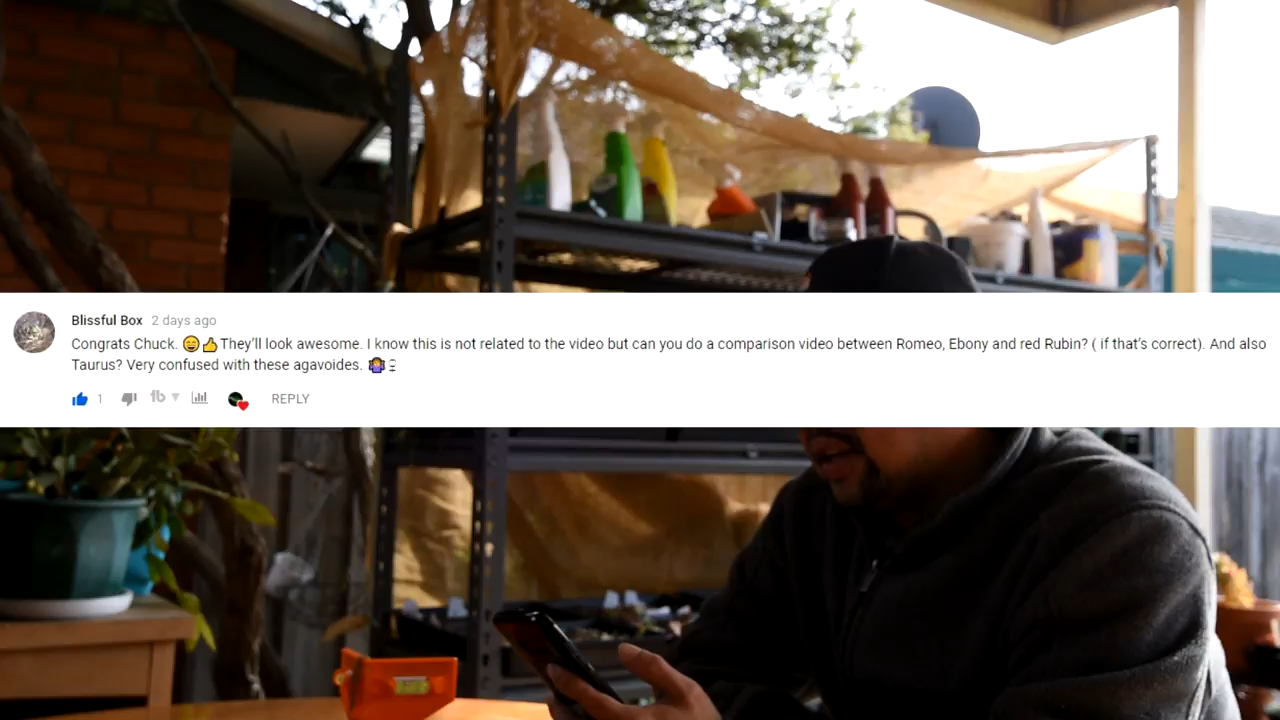 Blissful Box 2 days ago
Congrats Chuck. 😄👍 They'll look awesome. I know this is not related to the video but can you do a comparison video between Romeo, Ebony and red Rubin? ( if that's correct). And also
Taurus? Very confused with these agavoides. 🤷🏽‍♀
1 REPLY